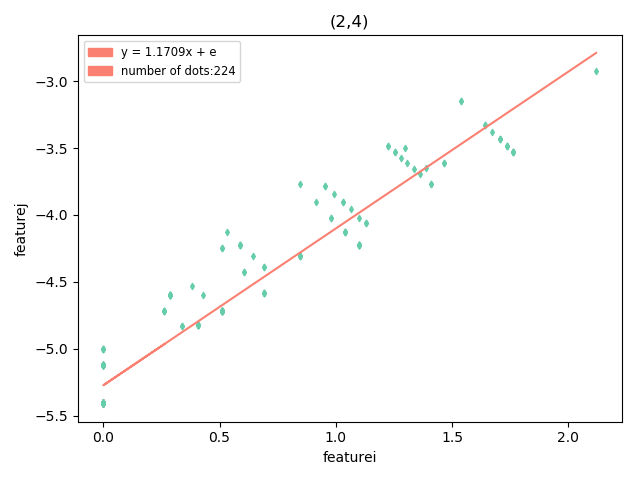 (2,4)
y = 1.1709x + e
number of dots:224
−3.0
−3.5
−4.0
−4.5
−5.0
−5.5
featurej
0.0 0.5 1.0 1.5 2.0
featurei